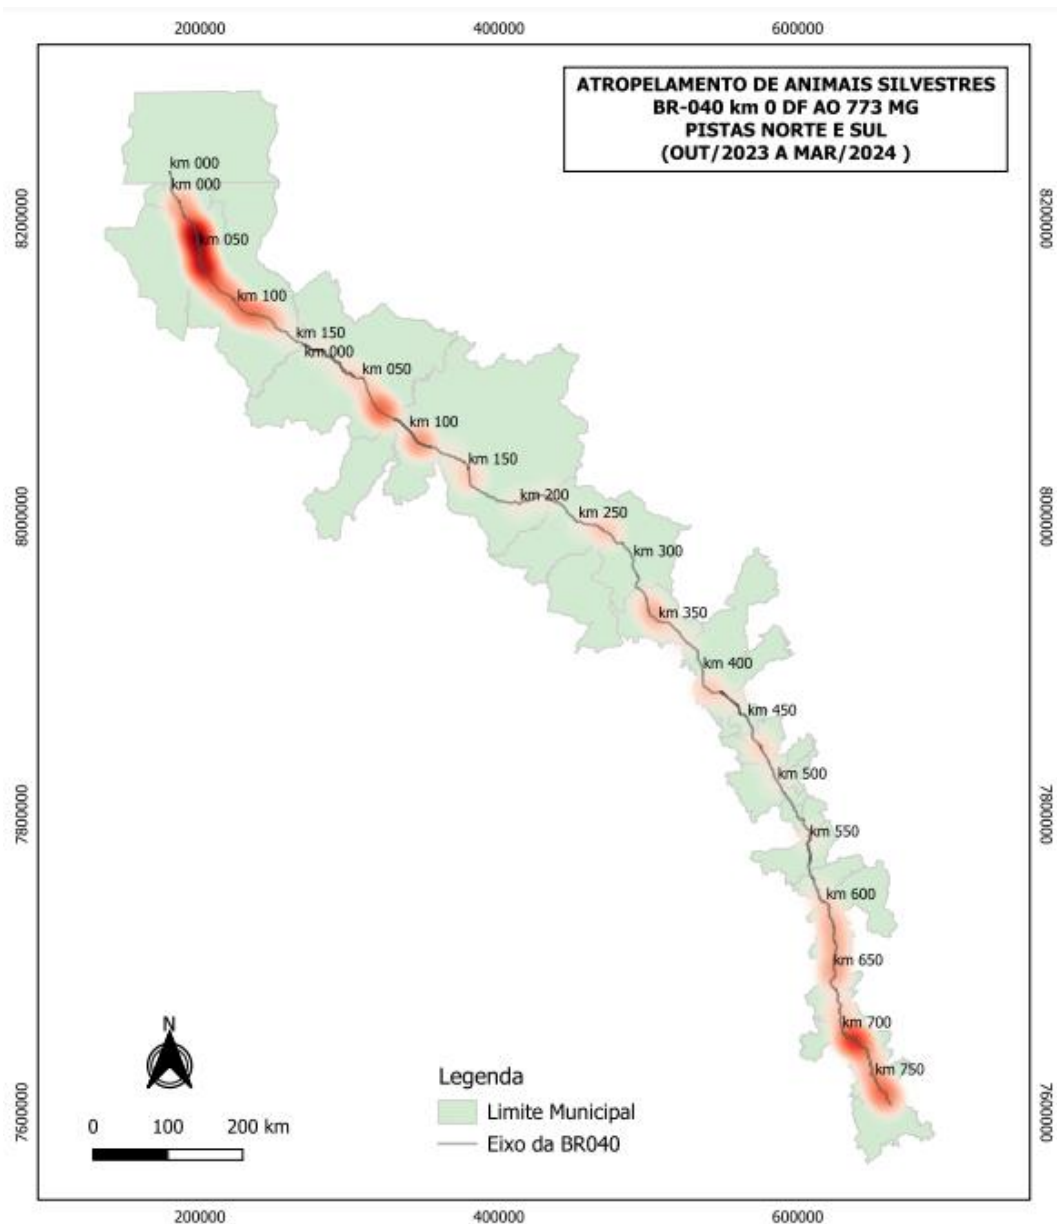 200000
400000
600000
ATROPELAMENTO DE ANIMAIS SILVESTRES
BR-040 km 0 DF AO 773 MG
PISTAS NORTE E SUL
(OUT/2023 A MAR/2024 )
km 000
km 000
8200000
8200000
km 050
km 100
km 150
km 000
km 050
km 100
km 150
km 200
8000000
8000000
km 250
km 300
km 350
km 400
km 450
km 500
7800000
7800000
km 550
km 600
km 650
km 700
km 750
N
Legenda
7600000
7600000
Limite Municipal
0 100 200 km
Eixo da BR040
200000
400000
600000